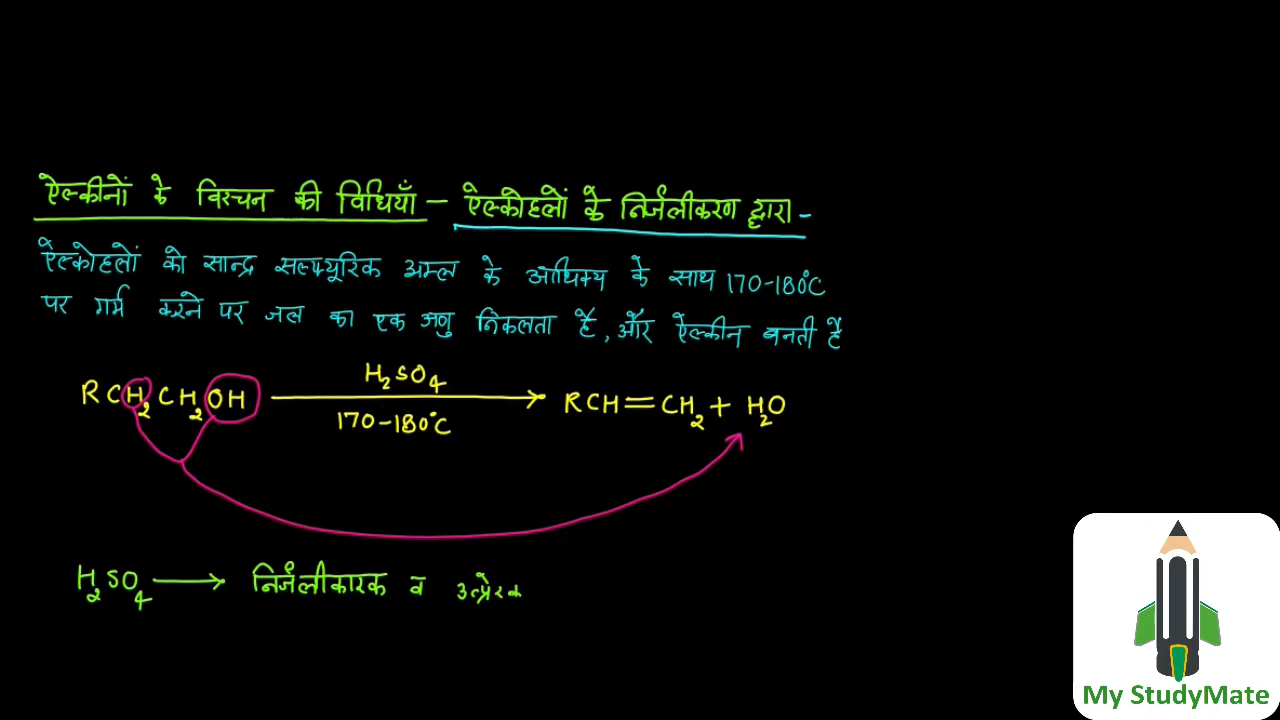 ऐल्कीनों के विरचन की विधियाँ – ऐल्कोहलों के निर्जलीकरण द्वारा -
ऐल्कोहलों को सान्द्र सल्फ्यूरिक अम्ल के आधिक्य के साथ 170-180°C
पर गर्म करने पर जल का एक अणु निकलता है, और ऐल्कीन बनती है
RCH₂CH₂OH H₂SO₄ 170-180°C → RCH=CH₂ + H₂O
H₂SO₄ → निर्जलीकारक व उत्प्रेरक
My StudyMate